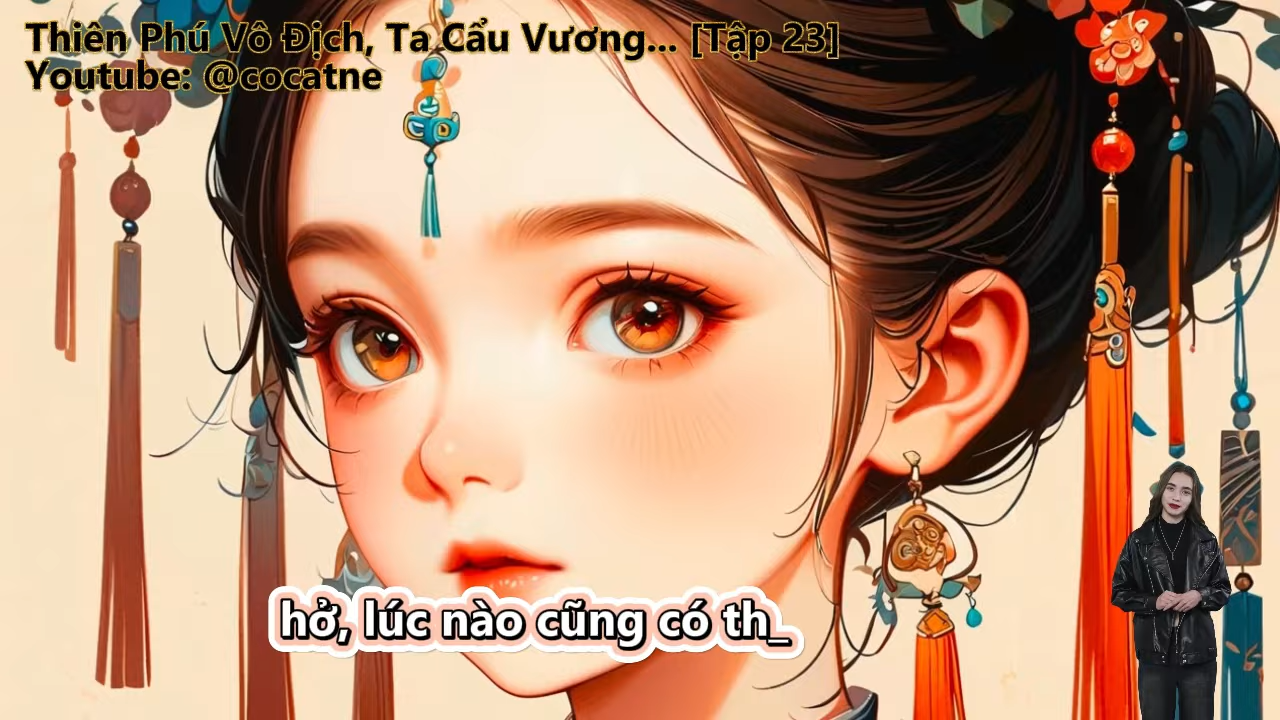 Thiên Phú Vô Địch, Ta Cẩu Vương... [Tập 23]
Youtube: @cocatne
hở, lúc nào cũng có th_